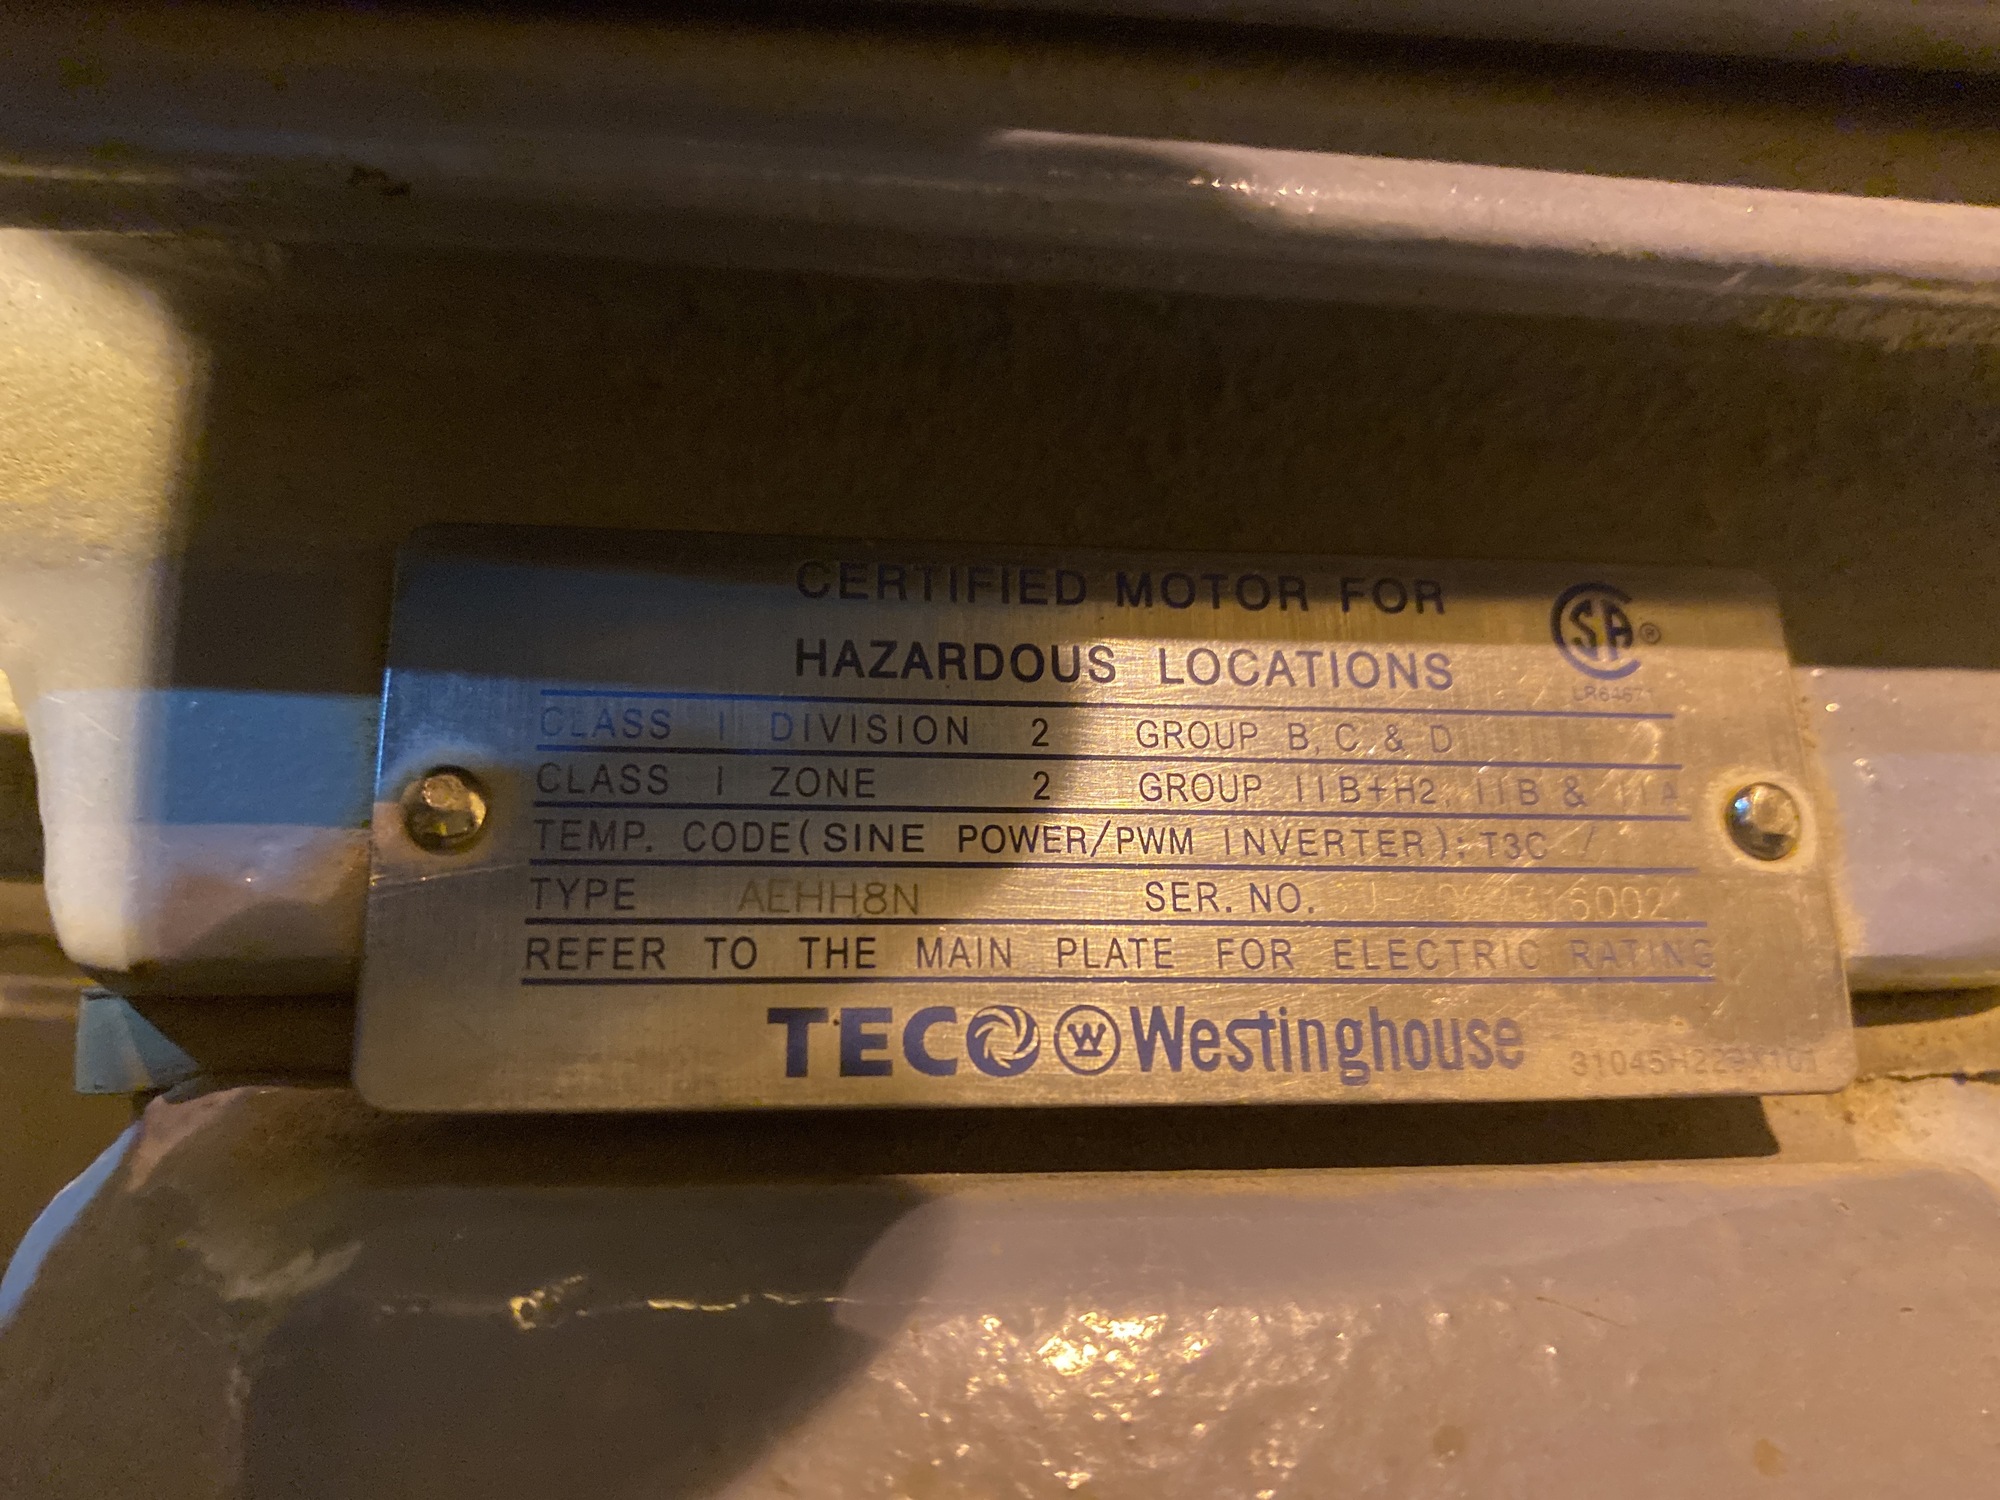 CERTIFIED MOTOR FOR
HAZARDOUS LOCATIONS
SA®
CLASS I DIVISION 2 GROUP B, C & D
CLASS I ZONE 2 GROUP IIB+H2, IIB & IIA
TEMP. CODE(SINE POWER/PWM INVERTER): T3C /
TYPE AEHH8N SER. NO.
REFER TO THE MAIN PLATE FOR ELECTRIC RATING
TECO W Westinghouse